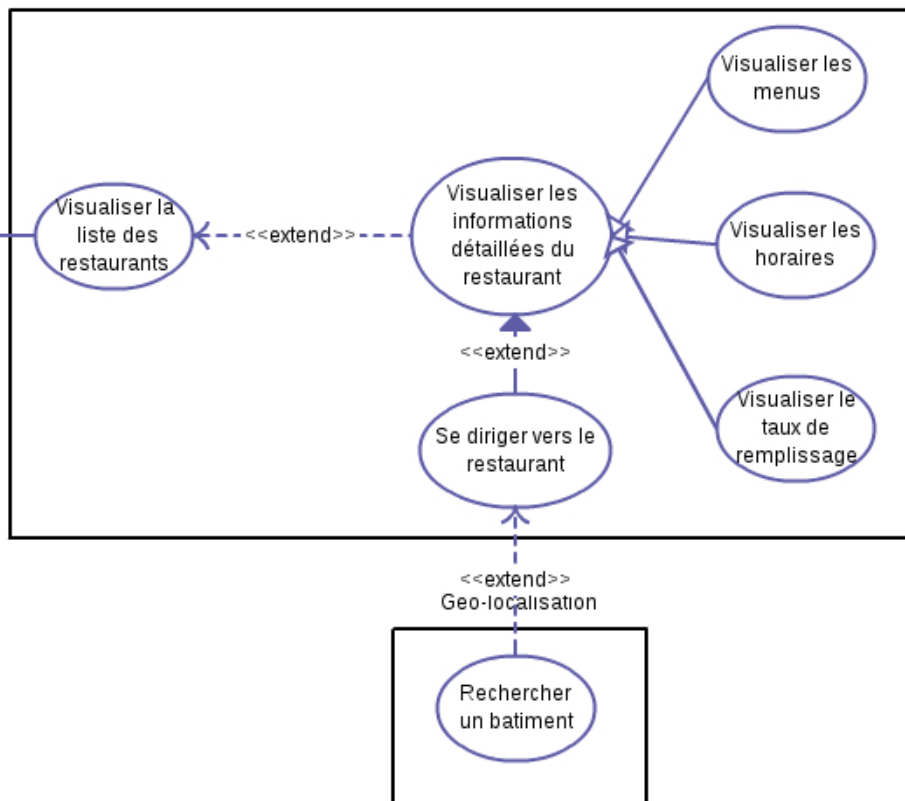 Visualiser les
menus
Visualiser la
liste des
restaurants
<<extend>>
Visualiser les
informations
détaillées du
restaurant
Visualiser les
horaires
<<extend>>
Se diriger vers le
restaurant
Visualiser le
taux de
remplissage
<<extend>>
Geo-localisation
Rechercher
un batiment